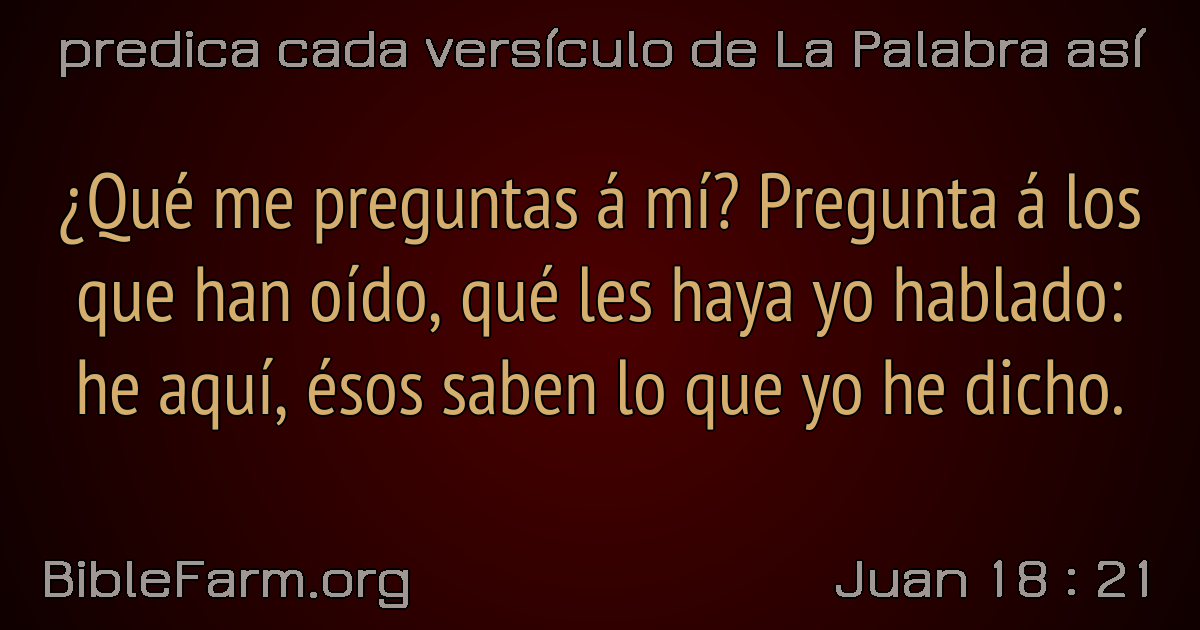 predica cada versículo de La Palabra así
¿Qué me preguntas á mí? Pregunta á los
que han oído, qué les haya yo hablado:
he aquí, ésos saben lo que yo he dicho.
BibleFarm.org
Juan 18 : 21